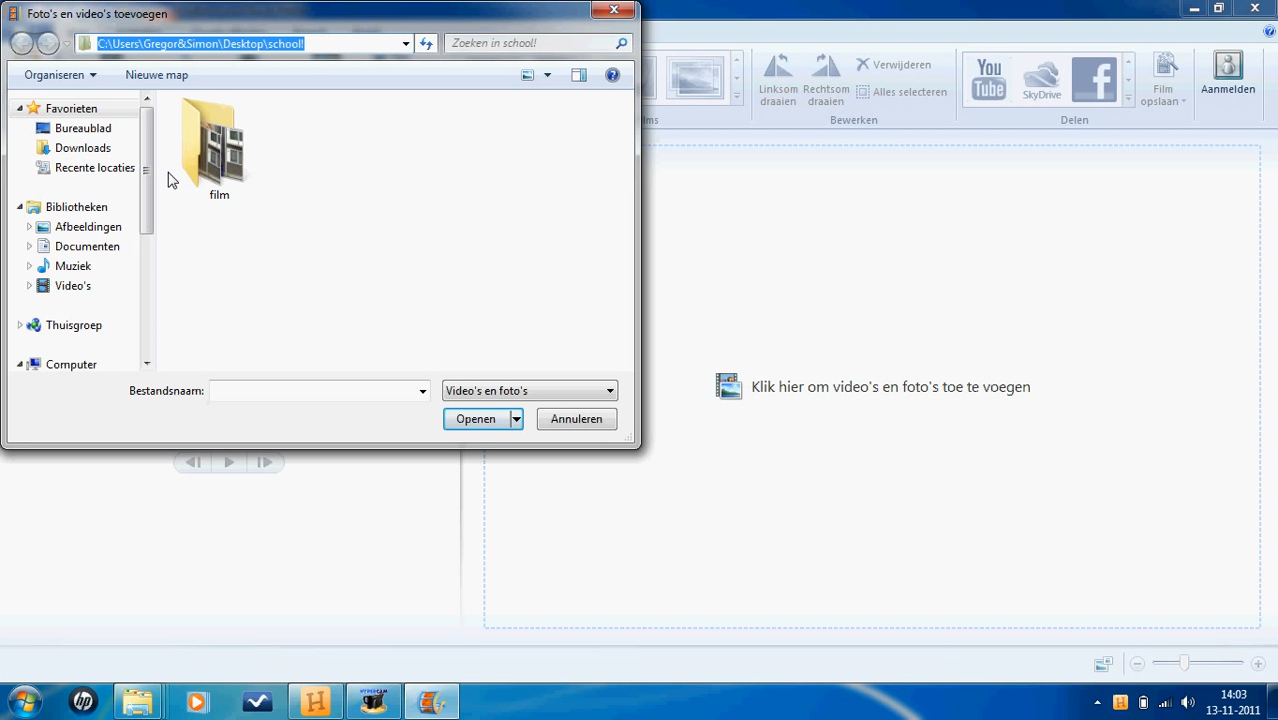 Foto's en video's toevoegen
C:\Users\Gregor&Simon\Desktop\school!
Zoeken in school!
Organiseren
Nieuwe map
Favorieten
Bureaublad
Downloads
Recente locaties
Bibliotheken
Afbeeldingen
Documenten
Muziek
Video's
Thuisgroep
Computer
film
Bestandsnaam:
Video's en foto's
Openen
Annuleren
Linksom draaien
Rechtsom draaien
Verwijderen
Alles selecteren
Bewerken
You Tube
SkyDrive
f
Film opslaan
Delen
Aanmelden
Klik hier om video's en foto's toe te voegen
hp
H
HYPERCAM
H
14:03
13-11-2011